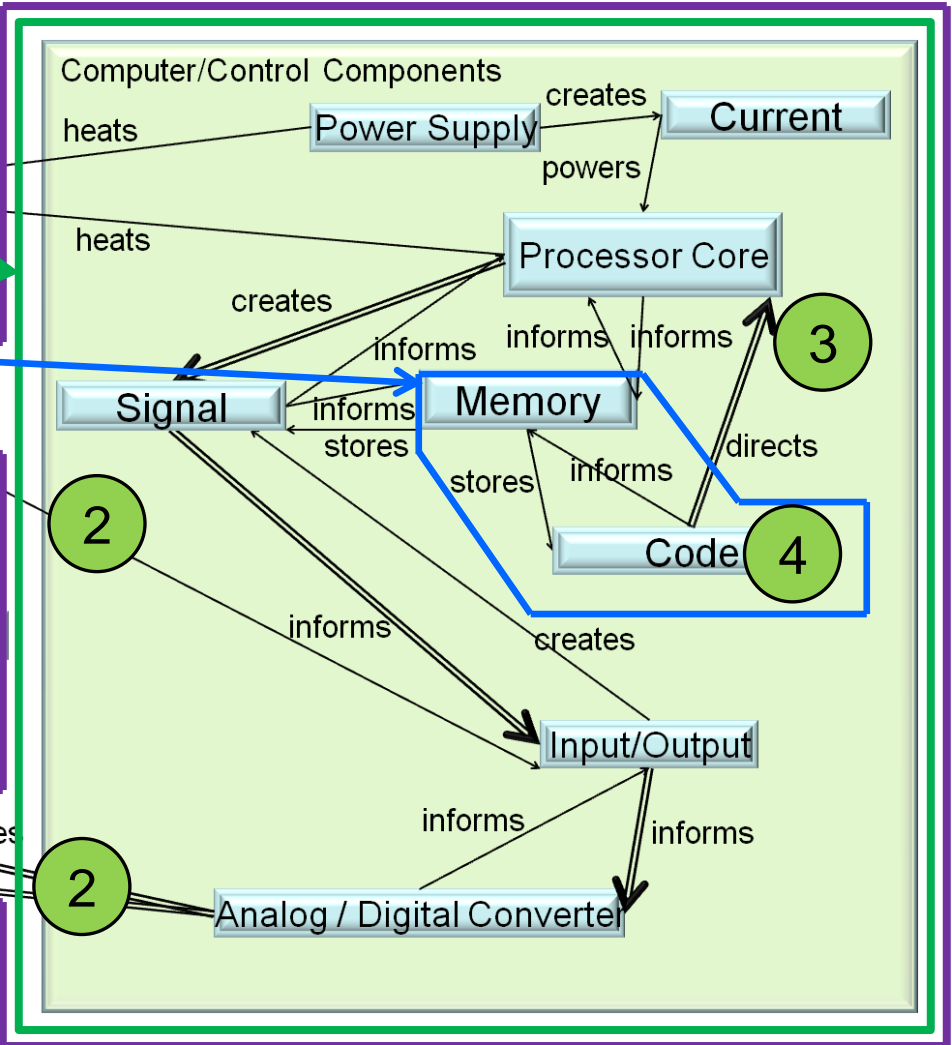 Computer/Control Components
creates
Current
heats
Power Supply
powers
heats
Processor Core
creates
informs
informs
3
informs
Signal
informs
Memory
stores
directs
stores
informs
2
Code
4
informs
creates
Input/Output
informs
informs
es
2
Analog / Digital Converter